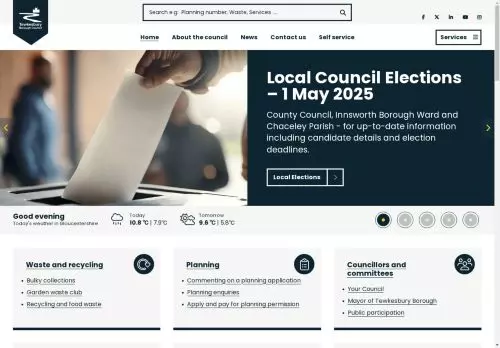 Search e.g: Planning number, Waste, Services ...
Tewkesbury
Borough Council
Home
About the council
News
Contact us
Self service
Services
Local Council Elections
– 1 May 2025
County Council, Innsworth Borough Ward and
Chaceley Parish - for up-to-date information
including candidate details and election
deadlines.
Local Elections
Good evening
Today's weather in Gloucestershire
Today
10.8 °C | 7.9°C
Tomorrow
9.6 °C | 5.8°C
Waste and recycling
Bulky collections
Garden waste club
Recycling and food waste
Planning
Commenting on a planning application
Planning enquiries
Apply and pay for planning permission
Councillors and
committees
Your Council
Mayor of Tewkesbury Borough
Public participation